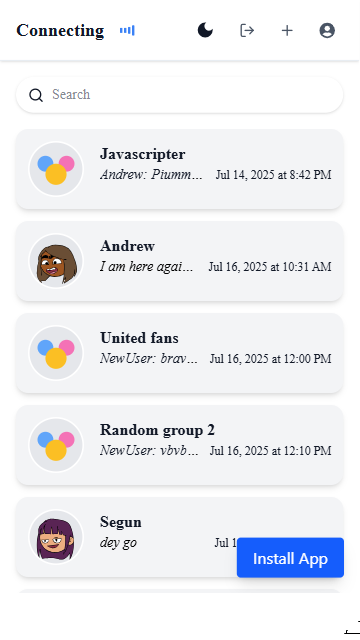 Connecting
Search
Javascripter
Andrew: Piumm... Jul 14, 2025 at 8:42 PM
Andrew
I am here agai... Jul 16, 2025 at 10:31 AM
United fans
NewUser: brav... Jul 16, 2025 at 12:00 PM
Random group 2
NewUser: vbvb... Jul 16, 2025 at 12:10 PM
Segun
dey go Jul 1
Install App